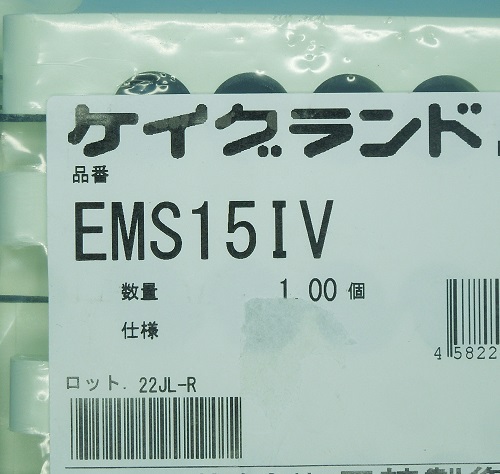 ケイグランド
品番
EMS15IV
数量 1.00 個
仕様
4 5822
ロット. 22JL-R